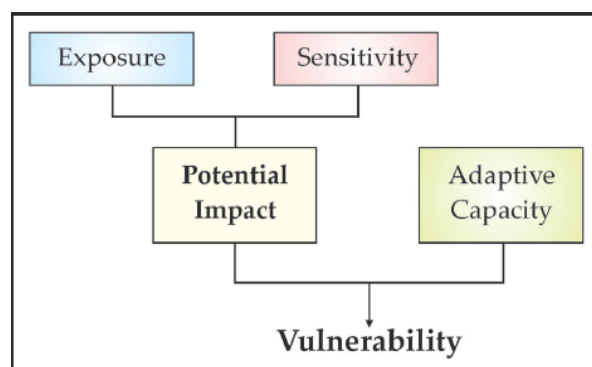 Exposure
Sensitivity
Potential
Impact
Adaptive
Capacity
Vulnerability